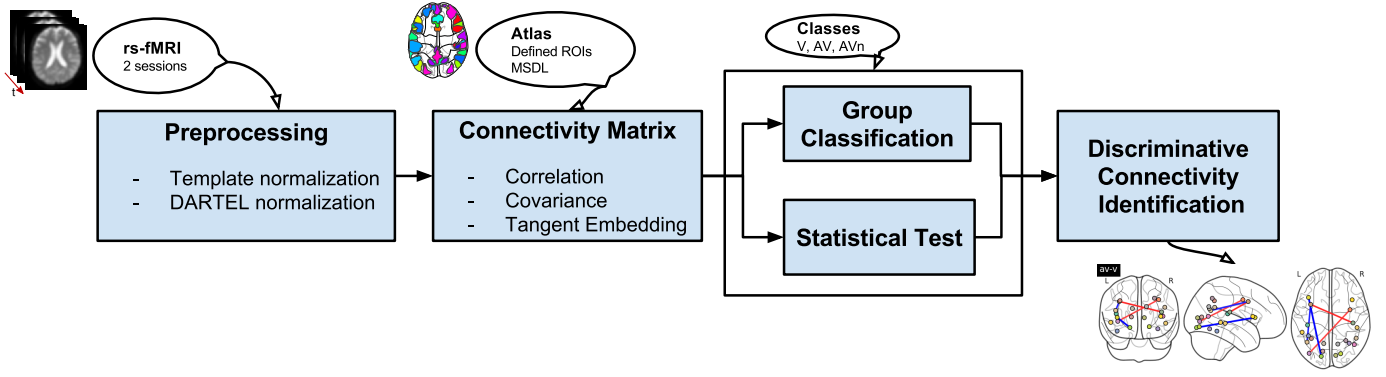 t
rs-fMRI
2 sessions
Preprocessing
- Template normalization
- DARTEL normalization
Atlas
Defined ROIs
MSDL
Connectivity Matrix
- Correlation
- Covariance
- Tangent Embedding
Classes
V, AV, AVn
Group
Classification
Statistical Test
Discriminative
Connectivity
Identification
av-v
L R
L R